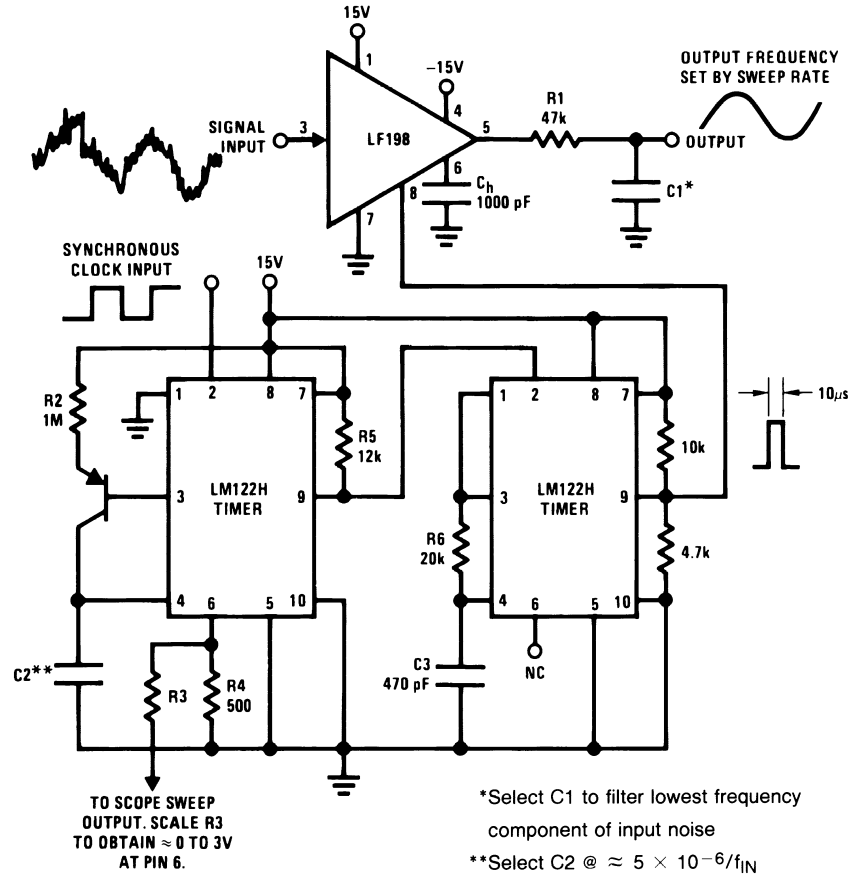 15V
1
-15V
4
OUTPUT FREQUENCY
SET BY SWEEP RATE
SIGNAL
INPUT
3
LF198
5
R1
47k
OUTPUT
6
8
Ch
1000 pF
C1*
7
SYNCHRONOUS
CLOCK INPUT
15V
R2
1M
1
2
8
7
R5
12k
3
LM122H
TIMER
9
4
6
5
10
C2**
R3
R4
500
1
2
8
7
10k
10µs
3
LM122H
TIMER
9
R6
20k
4.7k
4
6
5
10
C3
470 pF
NC
TO SCOPE SWEEP
OUTPUT. SCALE R3
TO OBTAIN ≈ 0 TO 3V
AT PIN 6.
*Select C1 to filter lowest frequency
component of input noise
**Select C2 @ ≈ 5 × 10⁻⁶/fIN